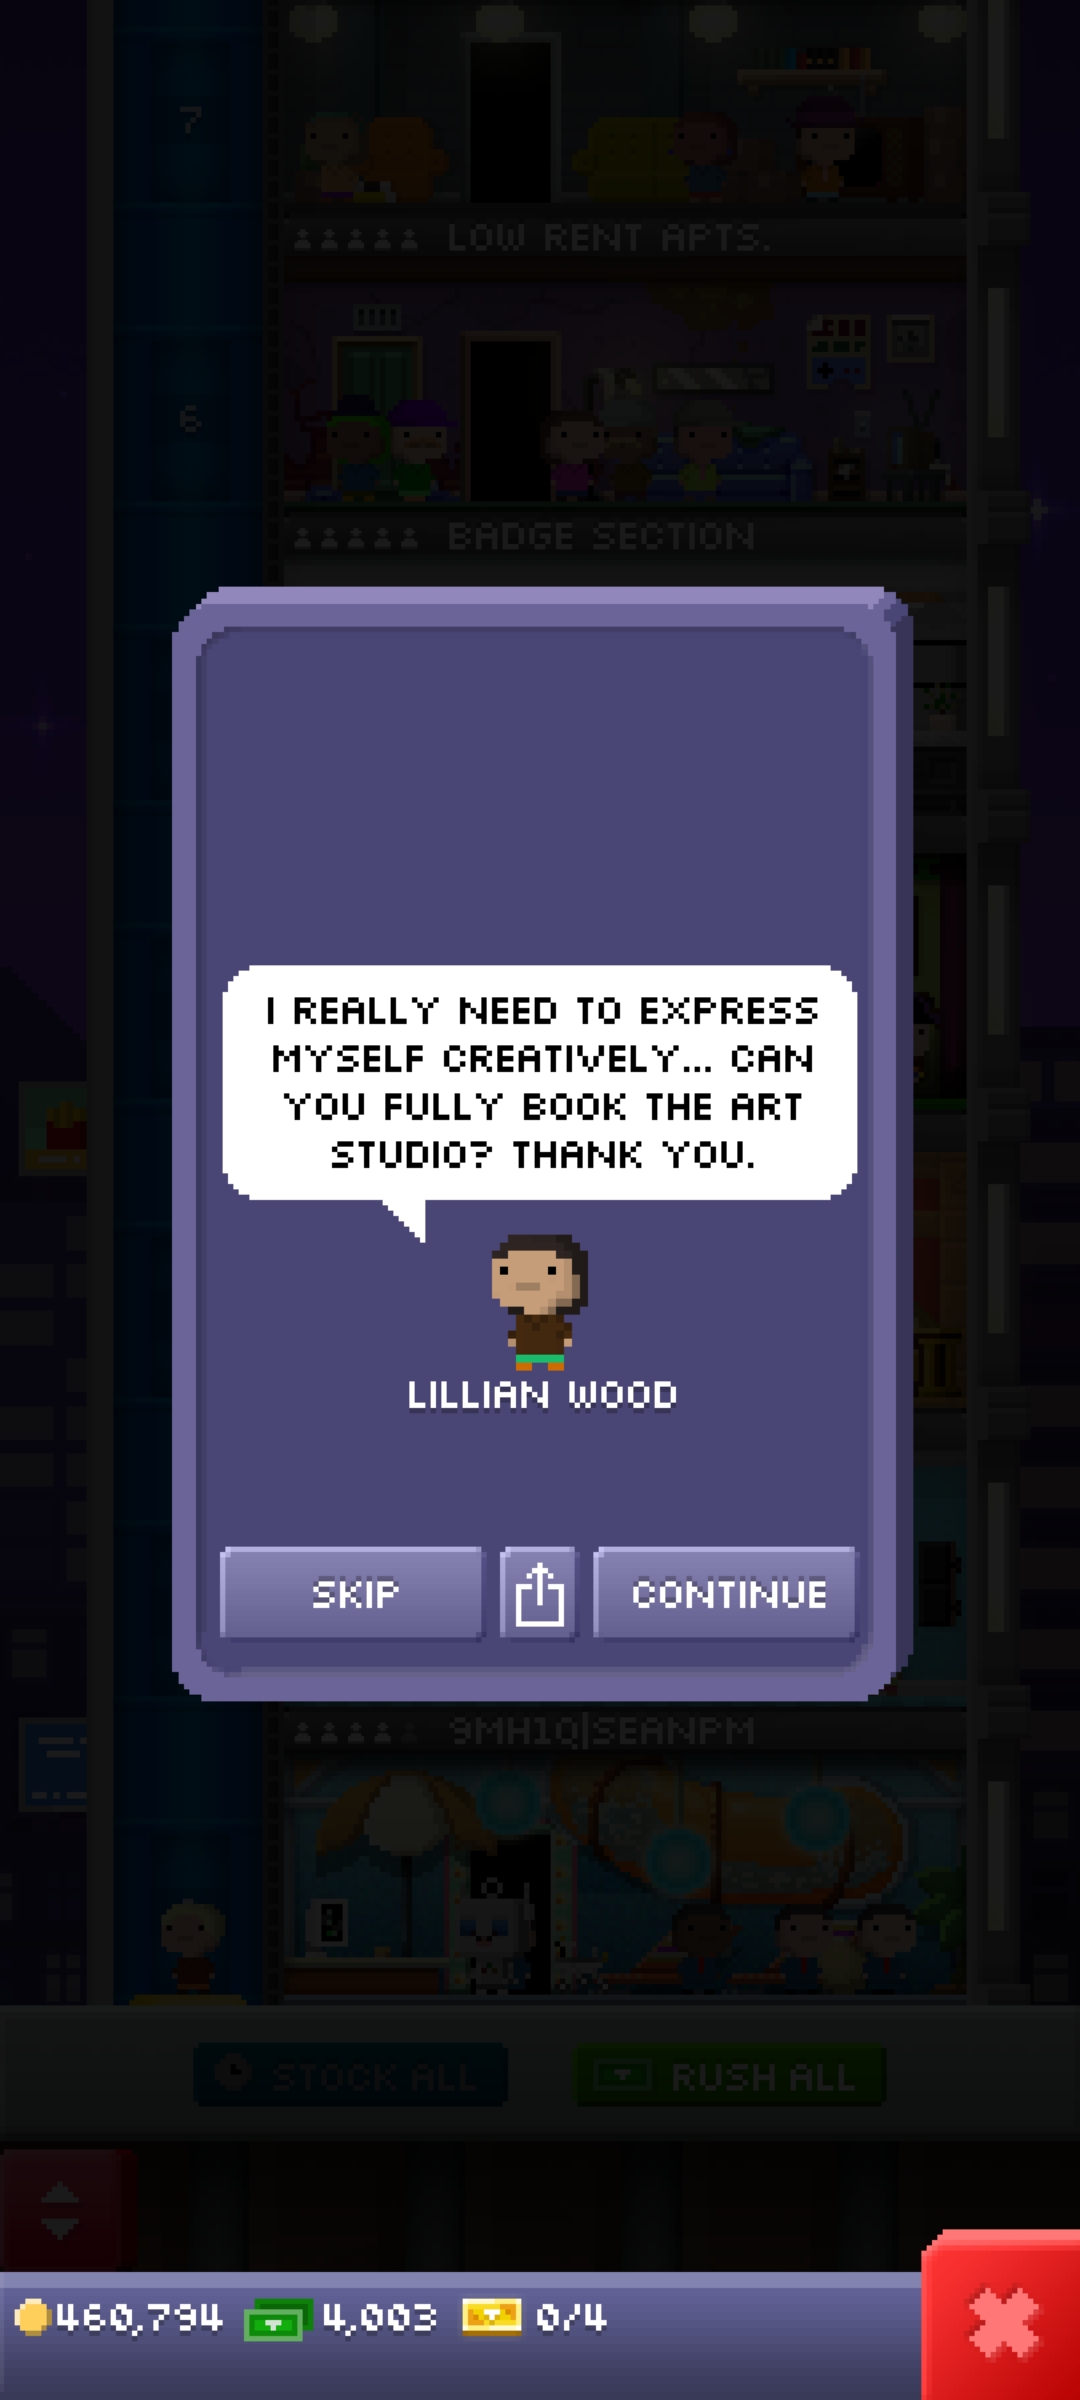 7
LOW RENT APTS.
6
BADGE SECTION
I REALLY NEED TO EXPRESS
MYSELF CREATIVELY... CAN
YOU FULLY BOOK THE ART
STUDIO? THANK YOU.
LILLIAN WOOD
SKIP
CONTINUE
9MH1Q|SEANPM
STOCK ALL
RUSH ALL
460,794 4,003 0/4